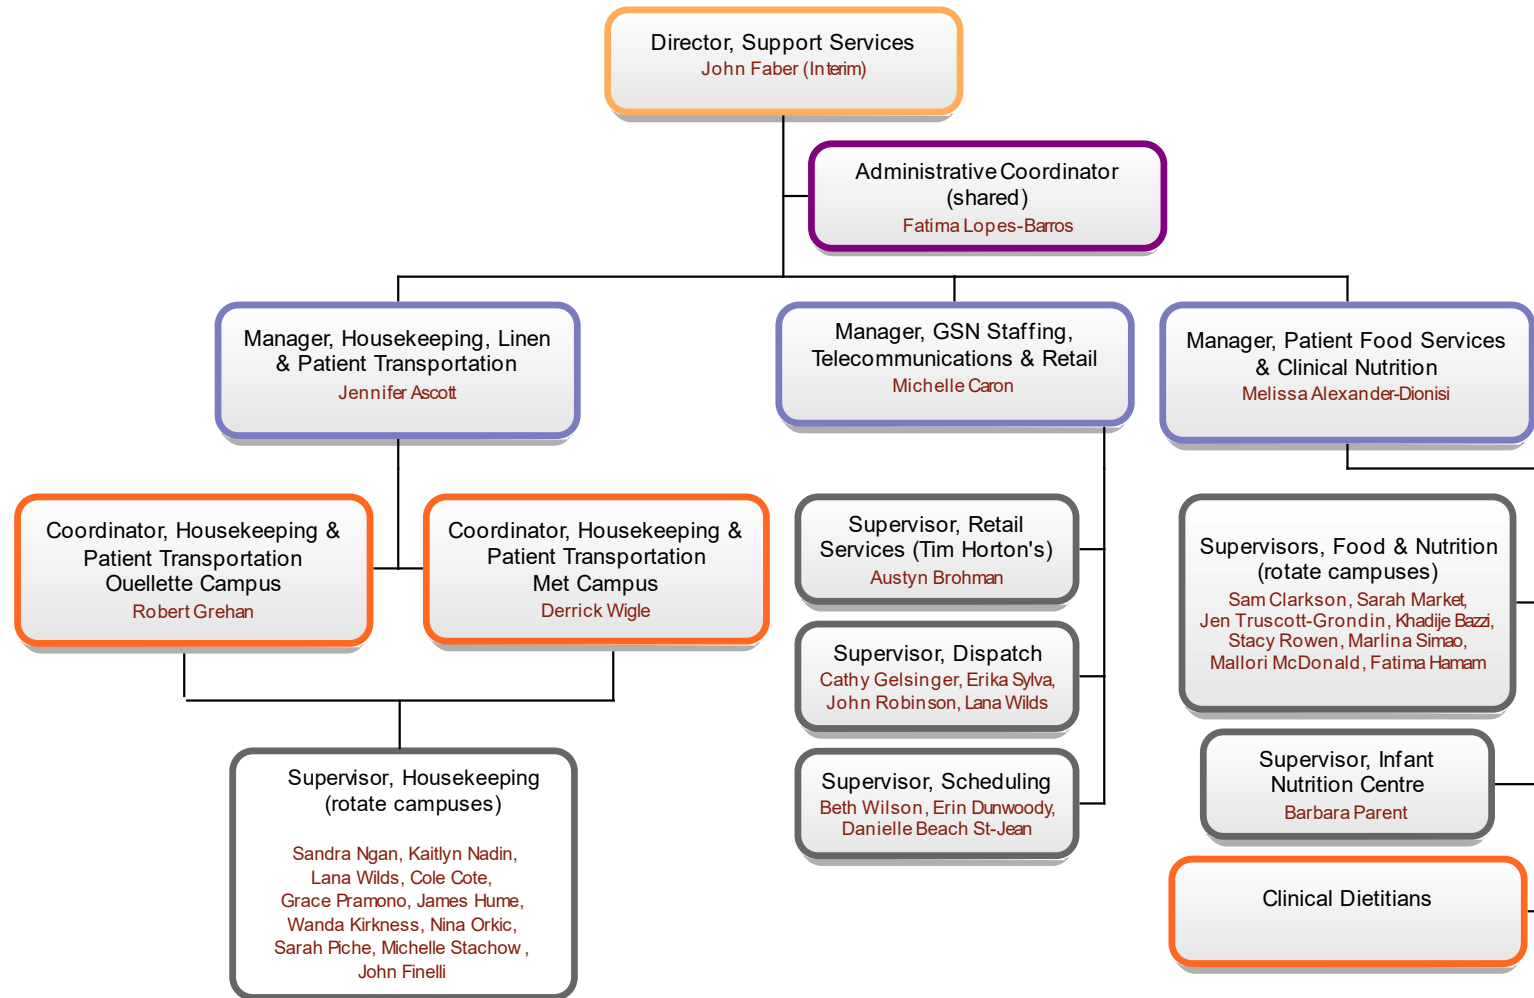 Director, Support Services
John Faber (Interim)
Administrative Coordinator
(shared)
Fatima Lopes-Barros
Manager, Housekeeping, Linen
& Patient Transportation
Jennifer Ascott
Manager, GSN Staffing,
Telecommunications & Retail
Michelle Caron
Manager, Patient Food Services
& Clinical Nutrition
Melissa Alexander-Dionisi
Coordinator, Housekeeping &
Patient Transportation
Ouellette Campus
Robert Grehan
Coordinator, Housekeeping &
Patient Transportation
Met Campus
Derrick Wigle
Supervisor, Retail
Services (Tim Horton's)
Austyn Brohman
Supervisors, Food & Nutrition
(rotate campuses)
Sam Clarkson, Sarah Market,
Jen Truscott-Grondin, Khadije Bazzi,
Stacy Rowen, Marlina Simao,
Mallori McDonald, Fatima Hamam
Supervisor, Dispatch
Cathy Gelsinger, Erika Sylva,
John Robinson, Lana Wilds
Supervisor, Housekeeping
(rotate campuses)
Sandra Ngan, Kaitlyn Nadin,
Lana Wilds, Cole Cote,
Grace Pramono, James Hume,
Wanda Kirkness, Nina Orkic,
Sarah Piche, Michelle Stachow ,
John Finelli
Supervisor, Scheduling
Beth Wilson, Erin Dunwoody,
Danielle Beach St-Jean
Supervisor, Infant
Nutrition Centre
Barbara Parent
Clinical Dietitians